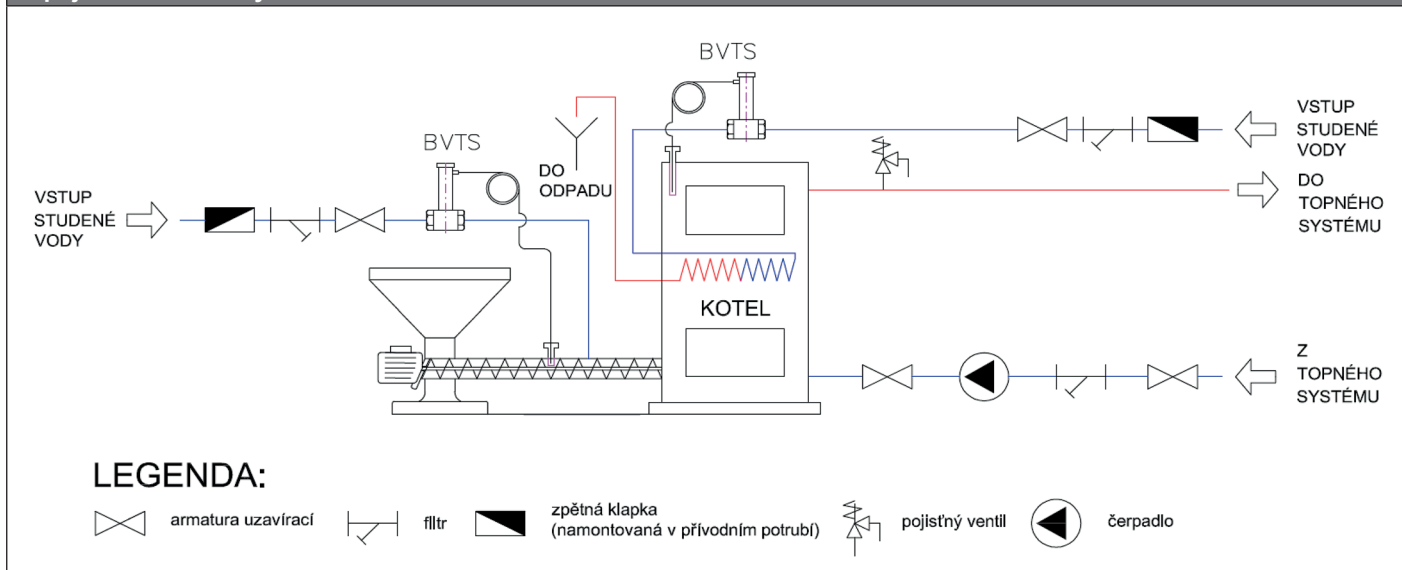 BVTS
VSTUP
STUDENÉ
VODY
BVTS
DO
ODPADU
VSTUP
STUDENÉ
VODY
DO
TOPNÉHO
SYSTÉMU
KOTEL
Z
TOPNÉHO
SYSTÉMU
LEGENDA:
armatura uzavírací
filtr
zpětná klapka
(namontovaná v přívodním potrubí)
pojisťný ventil
čerpadlo